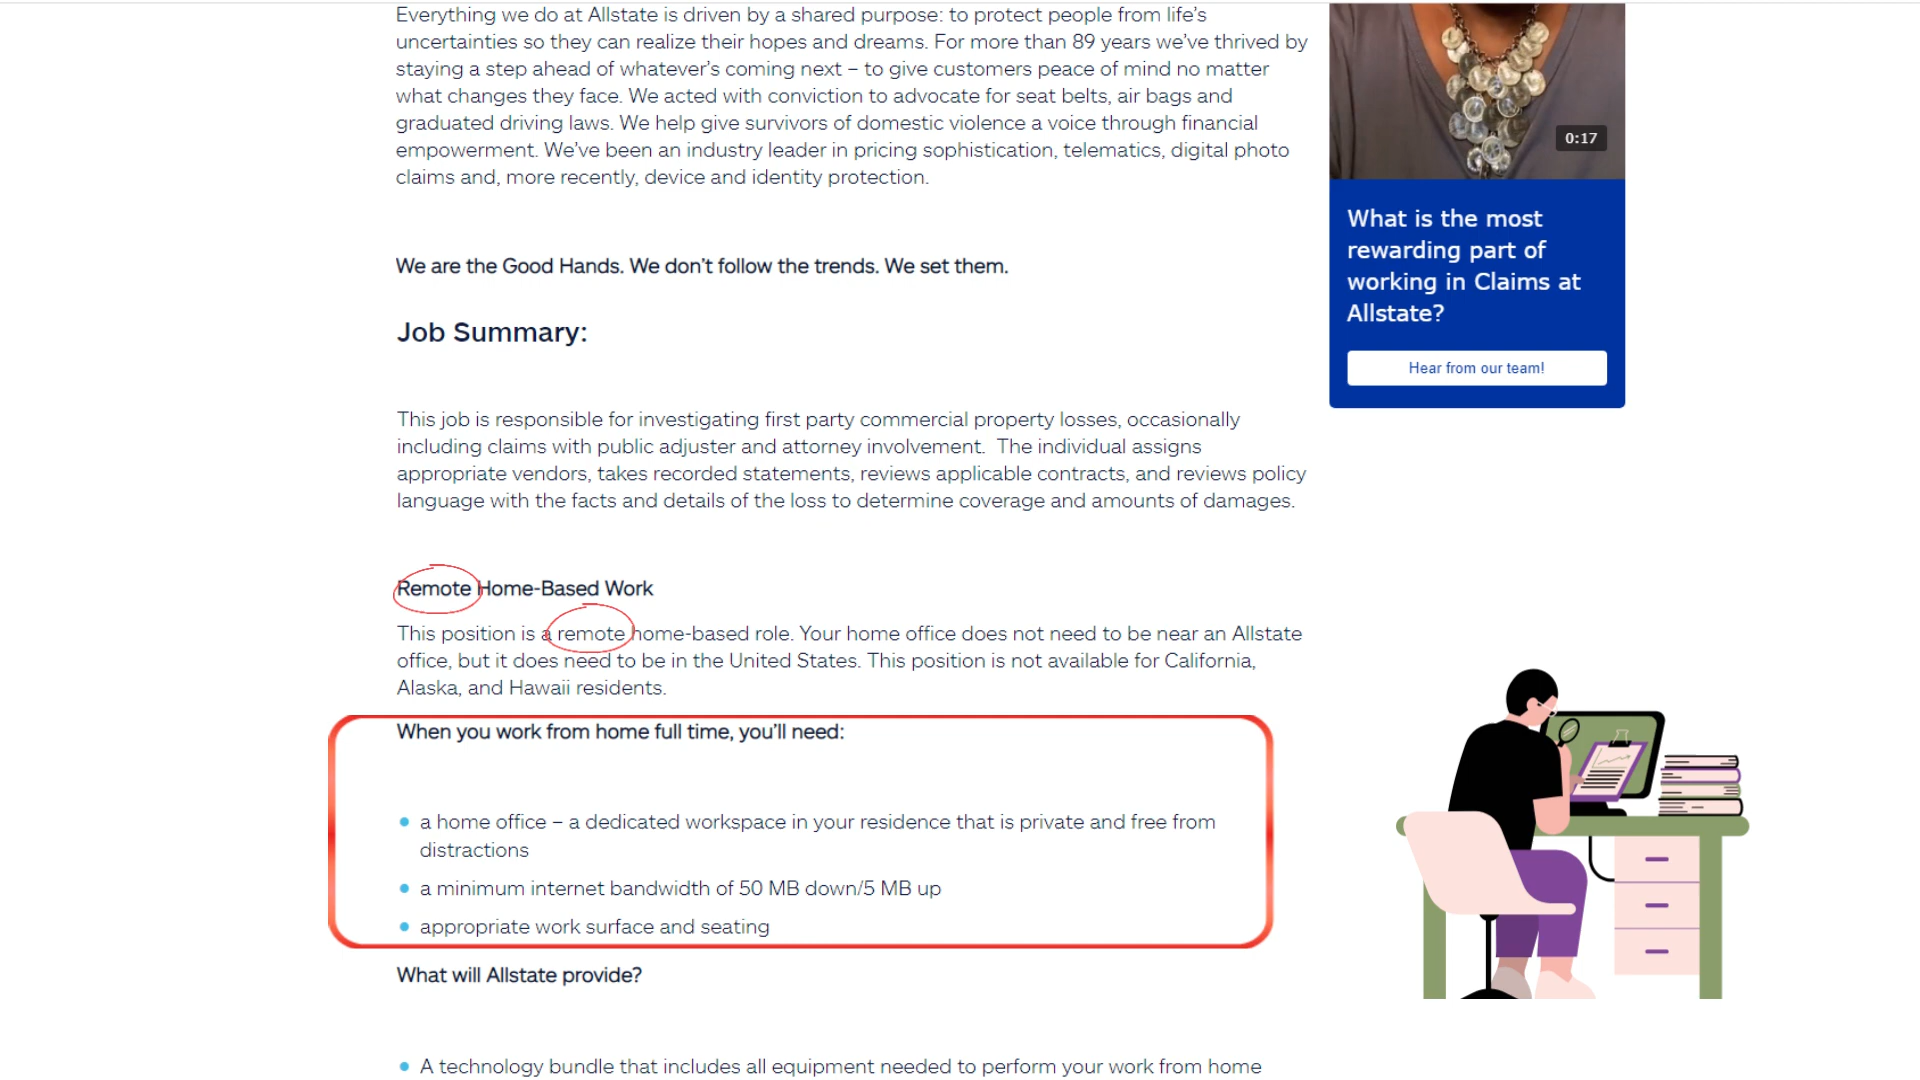 Everything we do at Allstate is driven by a shared purpose: to protect people from life’s
uncertainties so they can realize their hopes and dreams. For more than 89 years we’ve thrived by
staying a step ahead of whatever’s coming next – to give customers peace of mind no matter
what changes they face. We acted with conviction to advocate for seat belts, air bags and
graduated driving laws. We help give survivors of domestic violence a voice through financial
empowerment. We’ve been an industry leader in pricing sophistication, telematics, digital photo
claims and, more recently, device and identity protection.
We are the Good Hands. We don’t follow the trends. We set them.
Job Summary:
This job is responsible for investigating first party commercial property losses, occasionally
including claims with public adjuster and attorney involvement.  The individual assigns
appropriate vendors, takes recorded statements, reviews applicable contracts, and reviews policy
language with the facts and details of the loss to determine coverage and amounts of damages.
Remote Home-Based Work
This position is a remote home-based role. Your home office does not need to be near an Allstate
office, but it does need to be in the United States. This position is not available for California,
Alaska, and Hawaii residents.
When you work from home full time, you’ll need:
a home office – a dedicated workspace in your residence that is private and free from
distractions
a minimum internet bandwidth of 50 MB down/5 MB up
appropriate work surface and seating
What will Allstate provide?
A technology bundle that includes all equipment needed to perform your work from home
0:17
What is the most
rewarding part of
working in Claims at
Allstate?
Hear from our team!